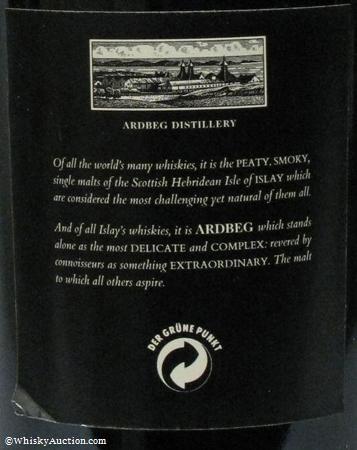 ARDBEG DISTILLERY
Of all the world's many whiskies, it is the PEATY, SMOKY,
single malts of the Scottish Hebridean Isle of ISLAY which
are considered the most challenging yet natural of them all.
And of all Islay's whiskies, it is ARDBEG which stands
alone as the most DELICATE and COMPLEX: revered by
connoisseurs as something EXTRAORDINARY. The malt
to which all others aspire.
DER GRÜNE PUNKT
©WhiskyAuction.com